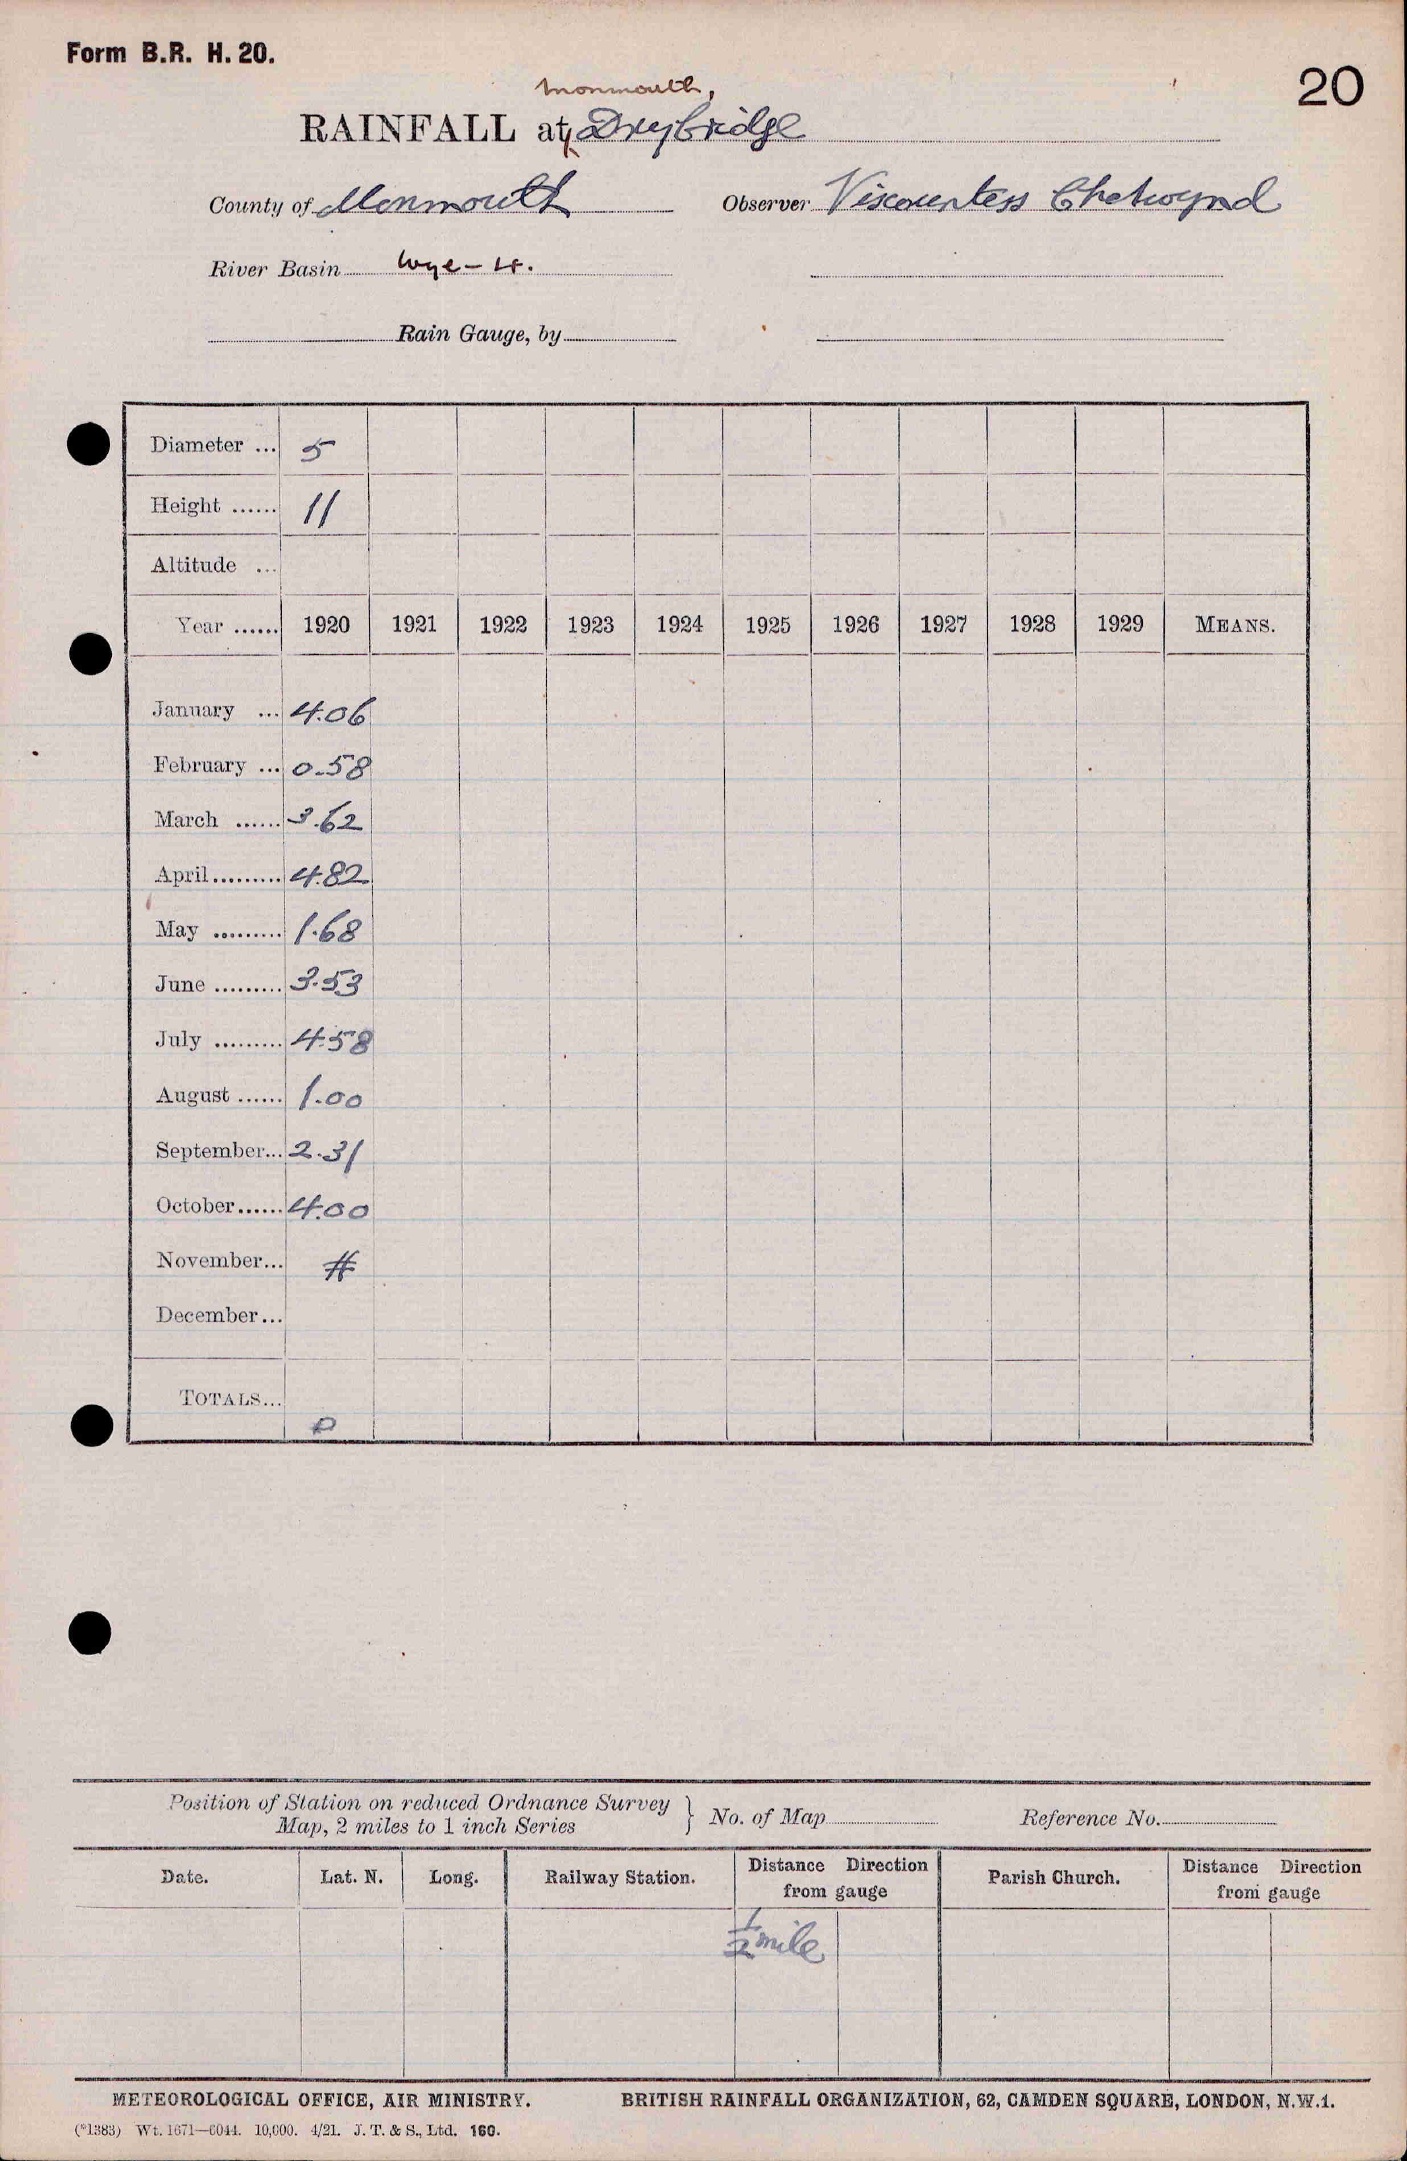 Form B.R. H. 20.
20
Monmouth,
RAINFALL at Drybridge
County of Monmouth Observer Viscountess Chetwynd
River Basin Wye - 4.
Rain Gauge, by
Diameter ... 5
Height ...... 11
Altitude ...
Year ...... 1920 1921 1922 1923 1924 1925 1926 1927 1928 1929 MEANS.
January ... 4.06
February ... 0.58
March ...... 3.62
April ......... 4.82
May ......... 1.68
June ......... 3.53
July ......... 4.58
August ...... 1.00
September... 2.31
October...... 4.00
November... #
December...
TOTALS...
P
Position of Station on reduced Ordnance Survey
Map, 2 miles to 1 inch Series } No. of Map Reference No.
Date. Lat. N. Long. Railway Station. Distance Direction from gauge Parish Church. Distance Direction from gauge
1/2 mile
METEOROLOGICAL OFFICE, AIR MINISTRY. BRITISH RAINFALL ORGANIZATION, 62, CAMDEN SQUARE, LONDON, N.W.1.
(*1383) Wt. 1671—6044. 10,000. 4/21. J. T. & S., Ltd. 160.